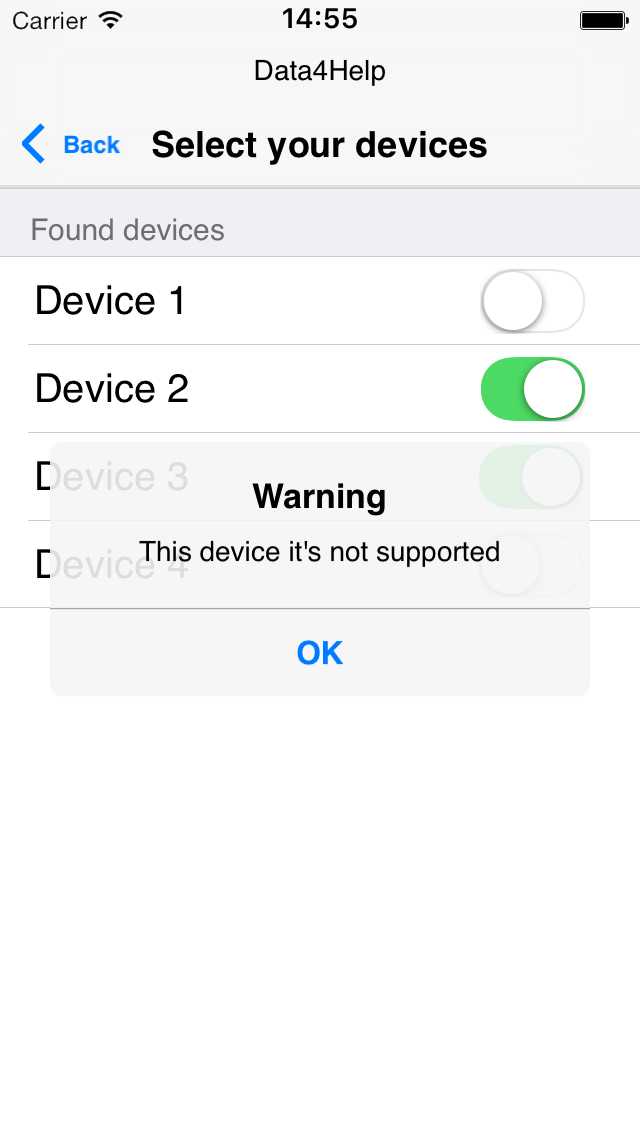 Carrier 14:55
Data4Help
Back Select your devices
Found devices
Device 1
Device 2
Device 3
Warning
This device it's not supported
Device 4
OK